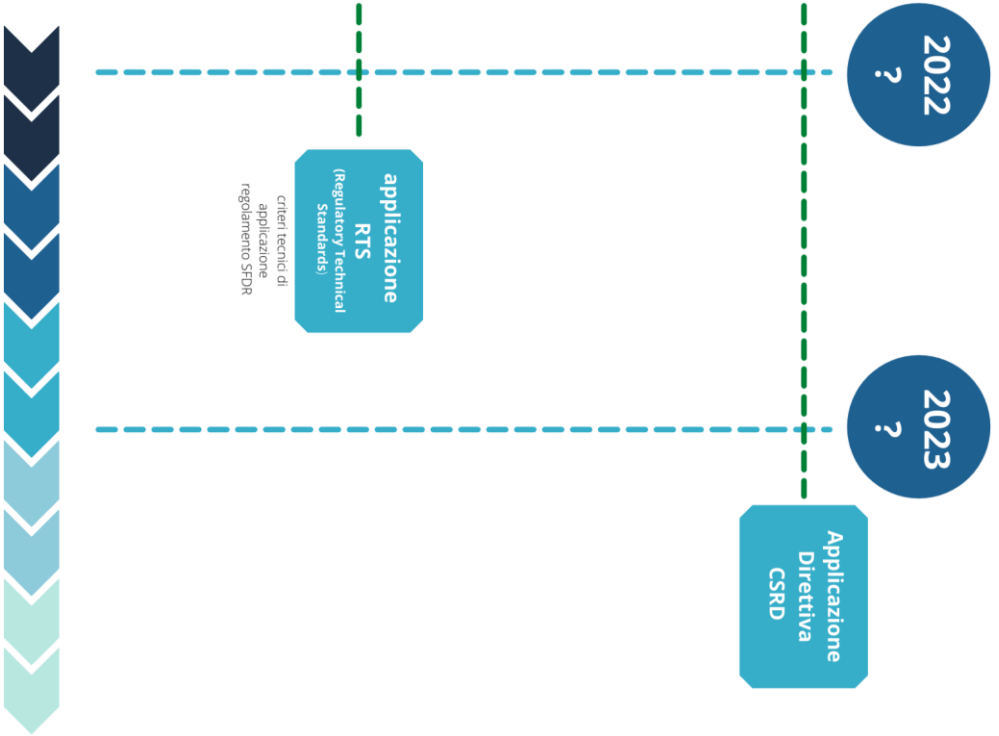 2022
?
2023
?
applicazione
RTS
(Regulatory Technical
Standards)
criteri tecnici di
applicazione
regolamento SFDR
Applicazione
Direttiva
CSRD